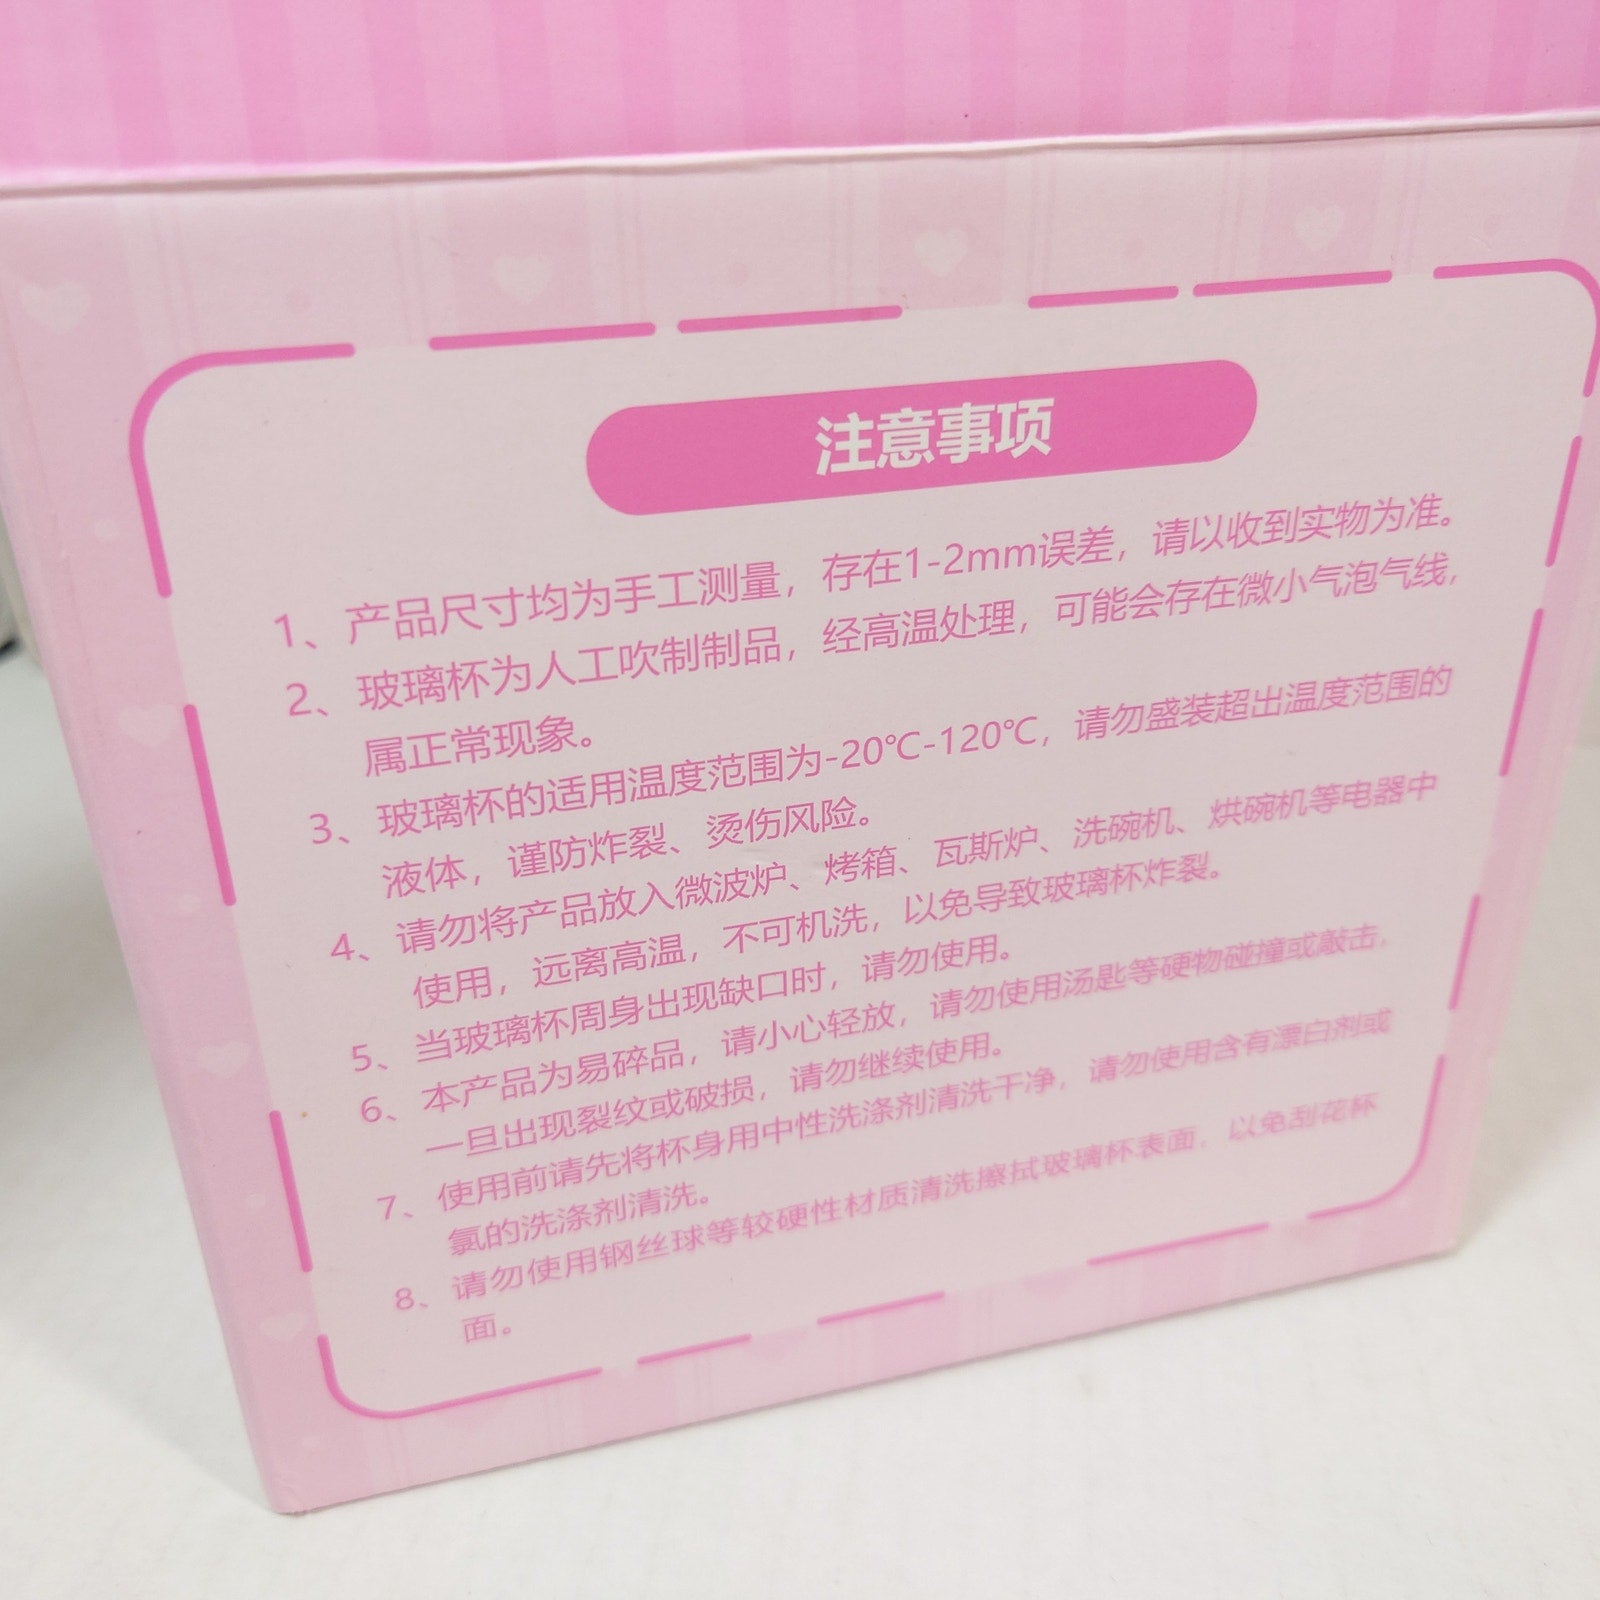 注意事项
1、产品尺寸均为手工测量，存在1-2mm误差，请以收到实物为准。
2、玻璃杯为人工吹制制品，经高温处理，可能会存在微小气泡气线，
属正常现象。
3、玻璃杯的适用温度范围为-20℃-120℃，请勿盛装超出温度范围的
液体，谨防炸裂、烫伤风险。
4、请勿将产品放入微波炉、烤箱、瓦斯炉、洗碗机、烘碗机等电器中
使用，远离高温，不可机洗，以免导致玻璃杯炸裂。
5、当玻璃杯周身出现缺口时，请勿使用。
6、本产品为易碎品，请小心轻放，请勿使用汤匙等硬物碰撞或敲击，
一旦出现裂纹或破损，请勿继续使用。
7、使用前请先将杯身用中性洗涤剂清洗干净，请勿使用含有漂白剂或
氯的洗涤剂清洗。
8、请勿使用钢丝球等较硬性材质清洗擦拭玻璃杯表面，以免刮花杯
面。